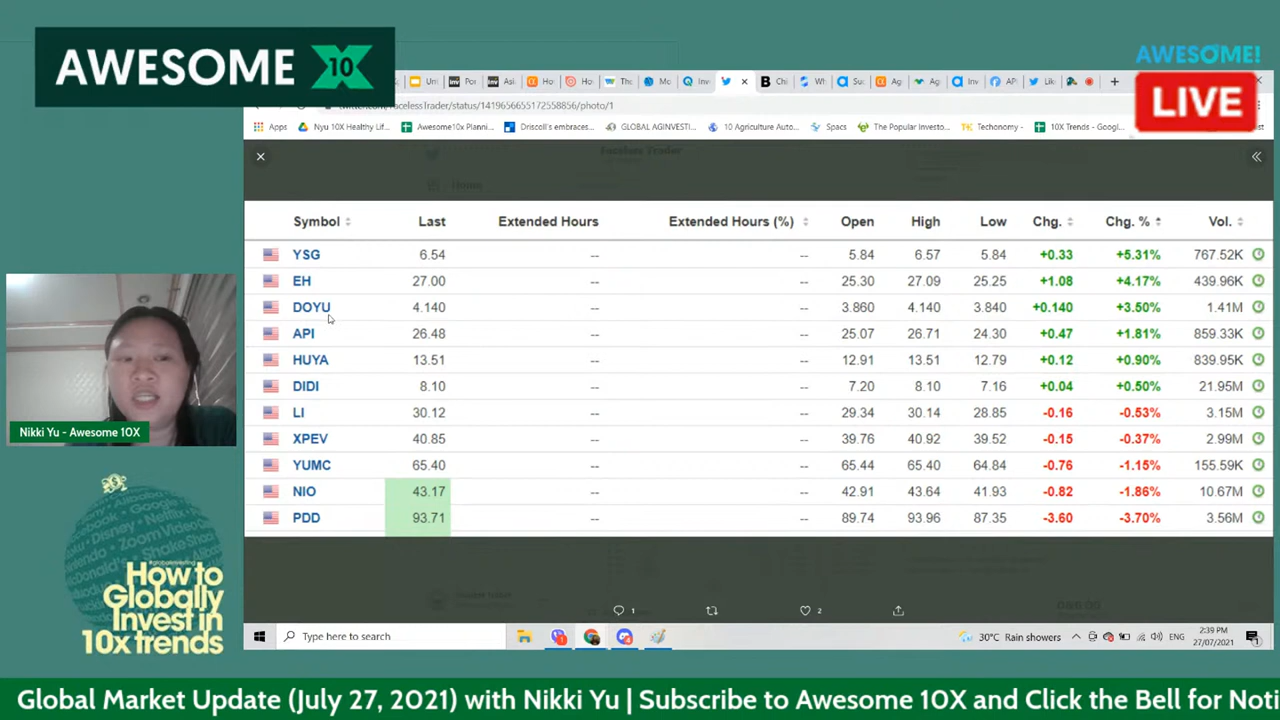 AWESOME 10
AWESOME!
LIVE
twitter.com/FacelessTrader/status/1419656655172558856/photo/1
Apps Nyu 10X Healthy Lif... Awesome10x Planni... Driscoll's embraces... GLOBAL AGINVESTI... 10 Agriculture Auto... Spacs The Popular Investo... Techonomy - 10X Trends - Googl...
Faceless Trader
Symbol Last Extended Hours Extended Hours (%) Open High Low Chg. Chg. % Vol.
YSG 6.54 -- -- 5.84 6.57 5.84 +0.33 +5.31% 767.52K
EH 27.00 -- -- 25.30 27.09 25.25 +1.08 +4.17% 439.96K
DOYU 4.140 -- -- 3.860 4.140 3.840 +0.140 +3.50% 1.41M
API 26.48 -- -- 25.07 26.71 24.30 +0.47 +1.81% 859.33K
HUYA 13.51 -- -- 12.91 13.51 12.79 +0.12 +0.90% 839.95K
DIDI 8.10 -- -- 7.20 8.10 7.16 +0.04 +0.50% 21.95M
LI 30.12 -- -- 29.34 30.14 28.85 -0.16 -0.53% 3.15M
XPEV 40.85 -- -- 39.76 40.92 39.52 -0.15 -0.37% 2.99M
YUMC 65.40 -- -- 65.44 65.40 64.84 -0.76 -1.15% 155.59K
NIO 43.17 -- -- 42.91 43.64 41.93 -0.82 -1.86% 10.67M
PDD 93.71 -- -- 89.74 93.96 87.35 -3.60 -3.70% 3.56M
1 2
Nikki Yu - Awesome 10X
How to
Globally
Invest in
10x trends
Type here to search
30°C Rain showers ENG 2:39 PM
27/07/2021
Global Market Update (July 27, 2021) with Nikki Yu | Subscribe to Awesome 10X and Click the Bell for Noti